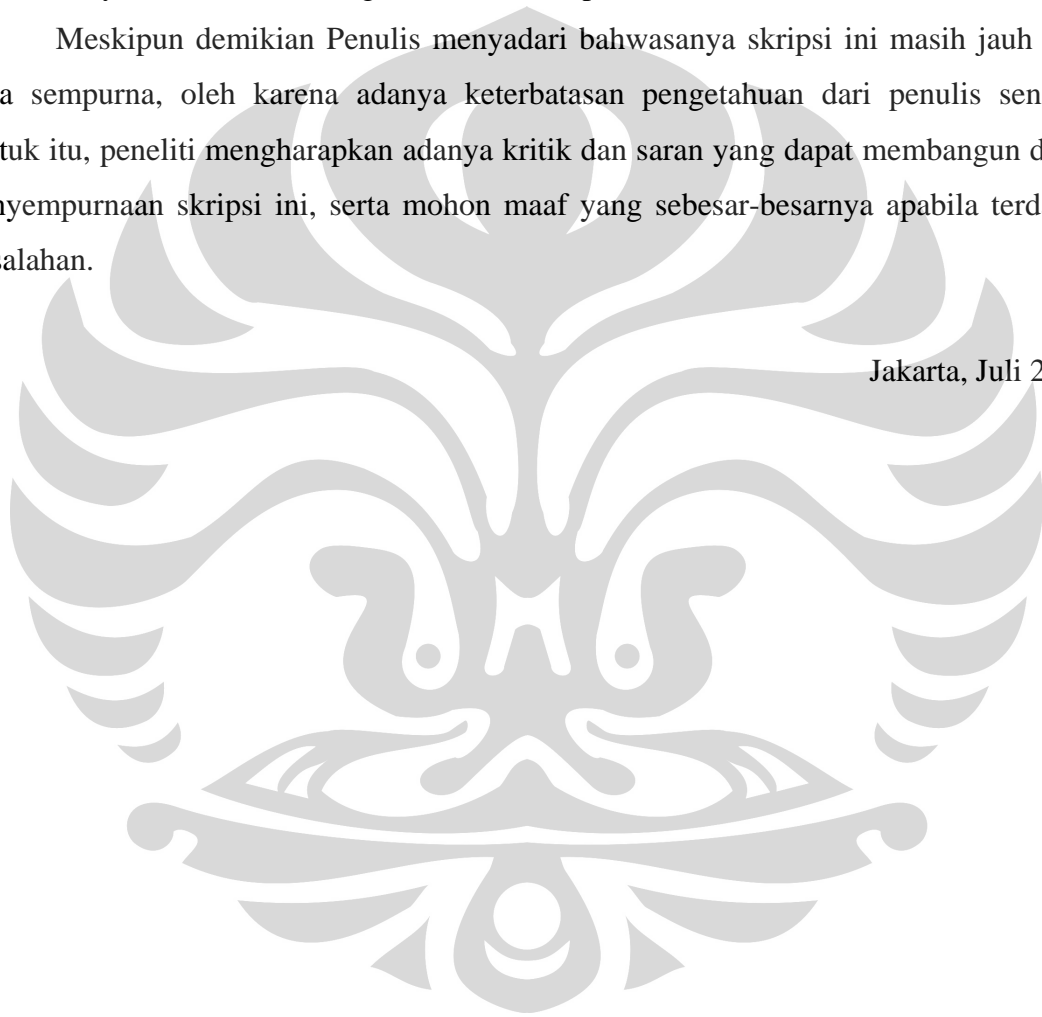 Meskipun demikian Penulis menyadari bahwasanya skripsi ini masih jauh
a sempurna, oleh karena adanya keterbatasan pengetahuan dari penulis sen
tuk itu, peneliti mengharapkan adanya kritik dan saran yang dapat membangun d
nyempurnaan skripsi ini, serta mohon maaf yang sebesar-besarnya apabila terd
salahan.
Jakarta, Juli 2